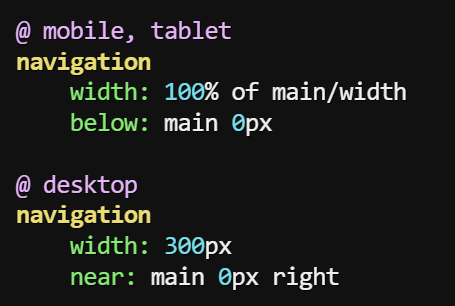 @ mobile, tablet
navigation
    width: 100% of main/width
    below: main 0px

@ desktop
navigation
    width: 300px
    near: main 0px right